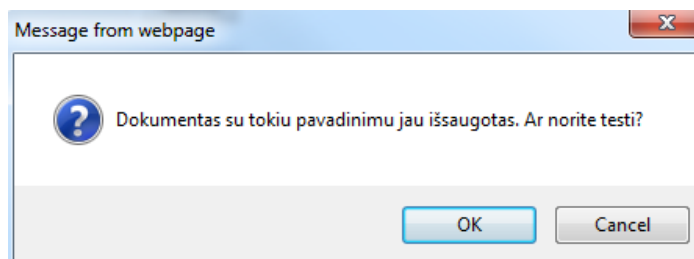 Message from webpage
Dokumentas su tokiu pavadinimu jau išsaugotas. Ar norite testi?
OK
Cancel